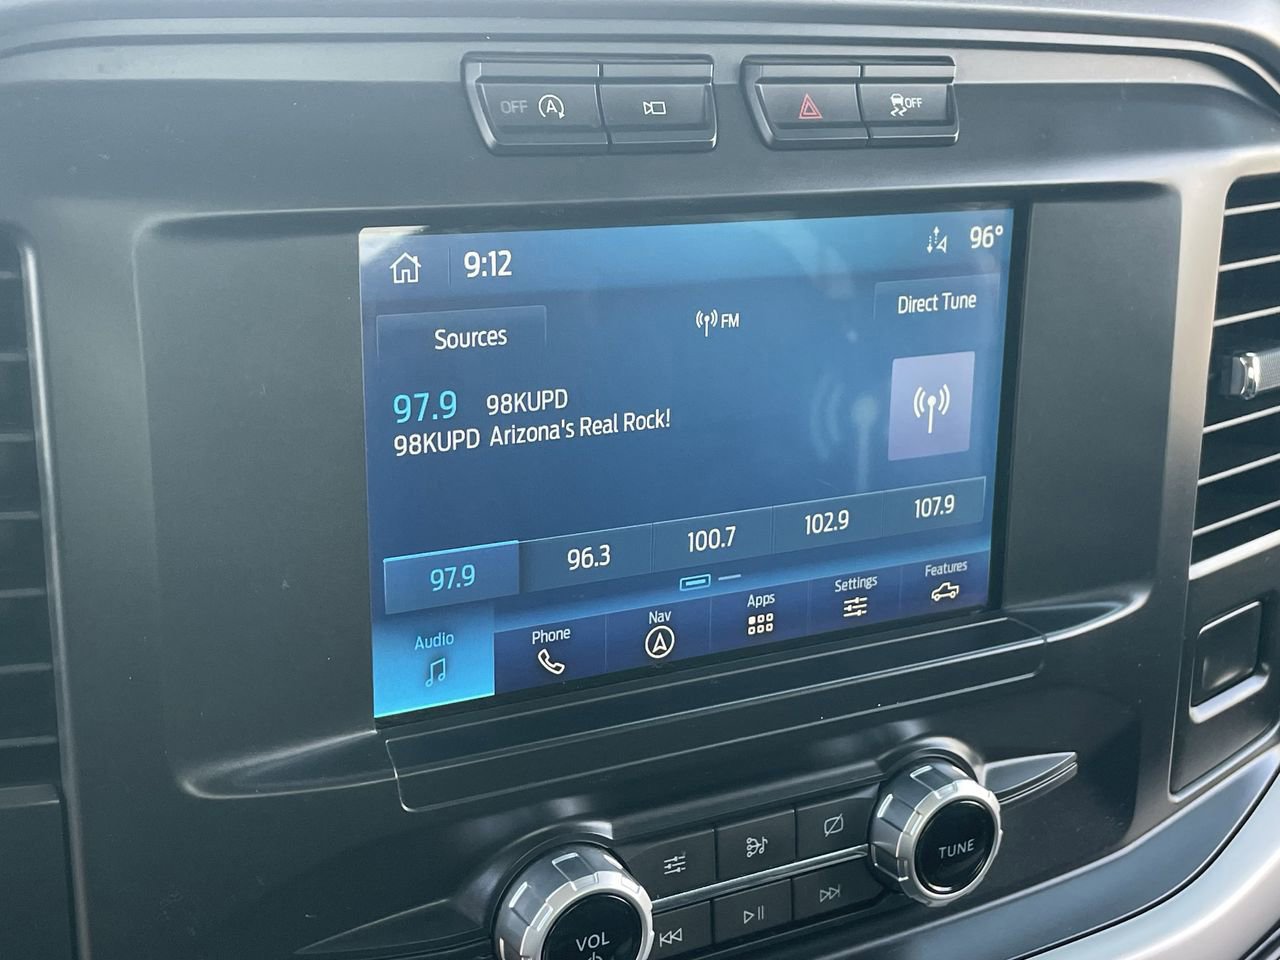 OFF A
OFF
9:12
96°
Sources
FM
Direct Tune
97.9 98KUPD
98KUPD Arizona's Real Rock!
97.9
96.3
100.7
102.9
107.9
Audio
Phone
Nav
Apps
Settings
Features
VOL
TUNE